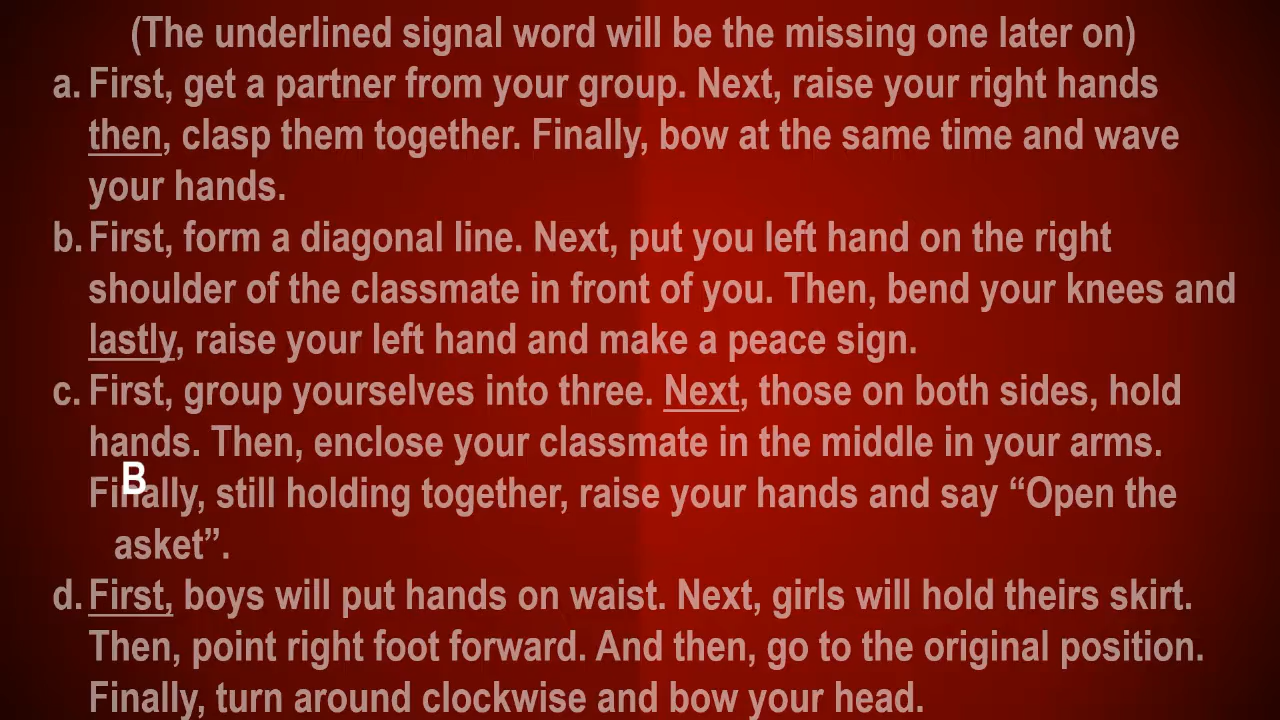 (The underlined signal word will be the missing one later on)
a. First, get a partner from your group. Next, raise your right hands
then, clasp them together. Finally, bow at the same time and wave
your hands.
b. First, form a diagonal line. Next, put you left hand on the right
shoulder of the classmate in front of you. Then, bend your knees and
lastly, raise your left hand and make a peace sign.
c. First, group yourselves into three. Next, those on both sides, hold
hands. Then, enclose your classmate in the middle in your arms.
B
Finally, still holding together, raise your hands and say “Open the
asket”.
d. First, boys will put hands on waist. Next, girls will hold theirs skirt.
Then, point right foot forward. And then, go to the original position.
Finally, turn around clockwise and bow your head.